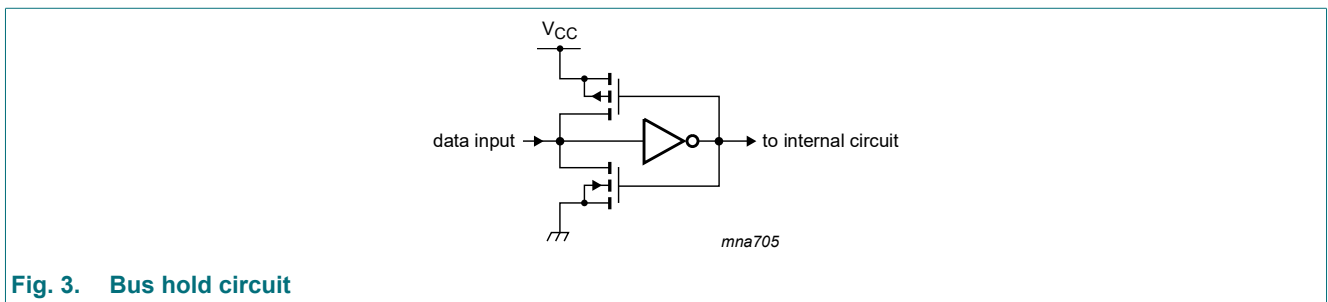 VCC
data input
to internal circuit
mna705
Fig. 3. Bus hold circuit